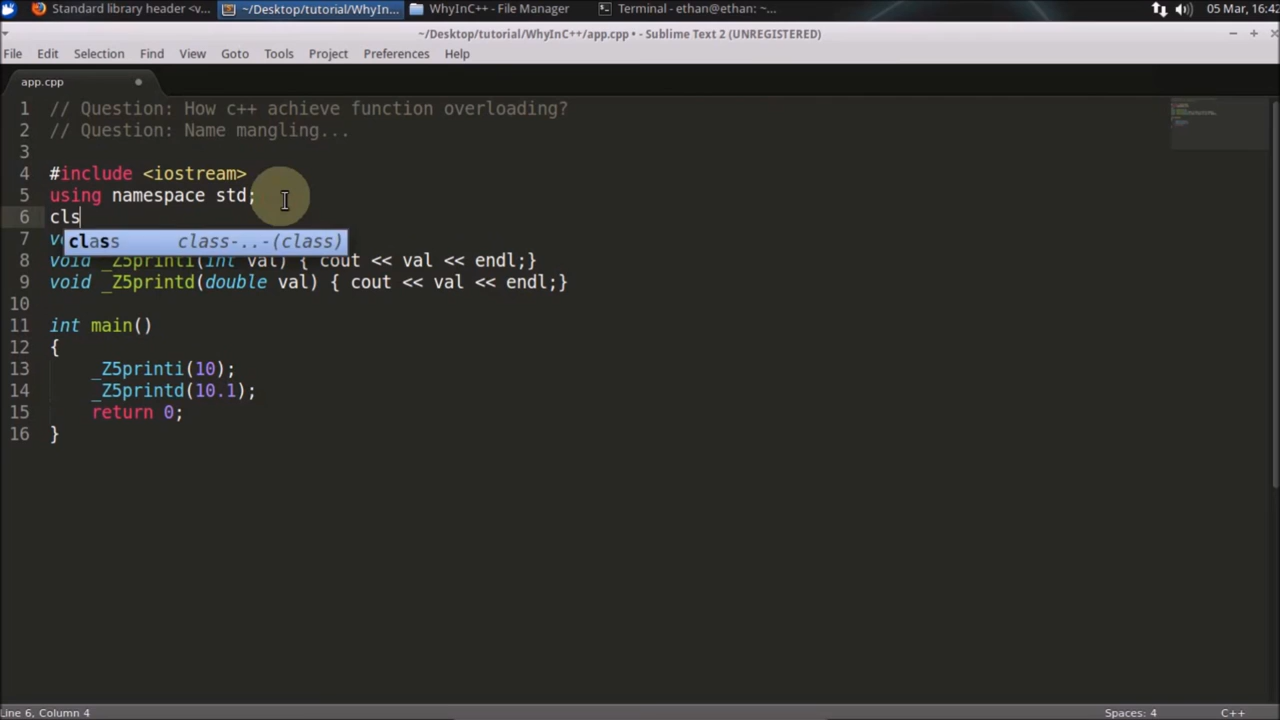 Standard library header <v...
~/Desktop/tutorial/WhyIn...
WhyInC++ - File Manager
Terminal - ethan@ethan: ~...
05 Mar, 16:42
~/Desktop/tutorial/WhyInC++/app.cpp • - Sublime Text 2 (UNREGISTERED)
File Edit Selection Find View Goto Tools Project Preferences Help
app.cpp
1 // Question: How c++ achieve function overloading?
2 // Question: Name mangling...
3
4 #include <iostream>
5 using namespace std;
6 cls
class class-..-(class)
7
8 void _Z5printi(int val) { cout << val << endl;}
9 void _Z5printd(double val) { cout << val << endl;}
10
11 int main()
12 {
13 _Z5printi(10);
14 _Z5printd(10.1);
15 return 0;
16 }
Line 6, Column 4
Spaces: 4
C++